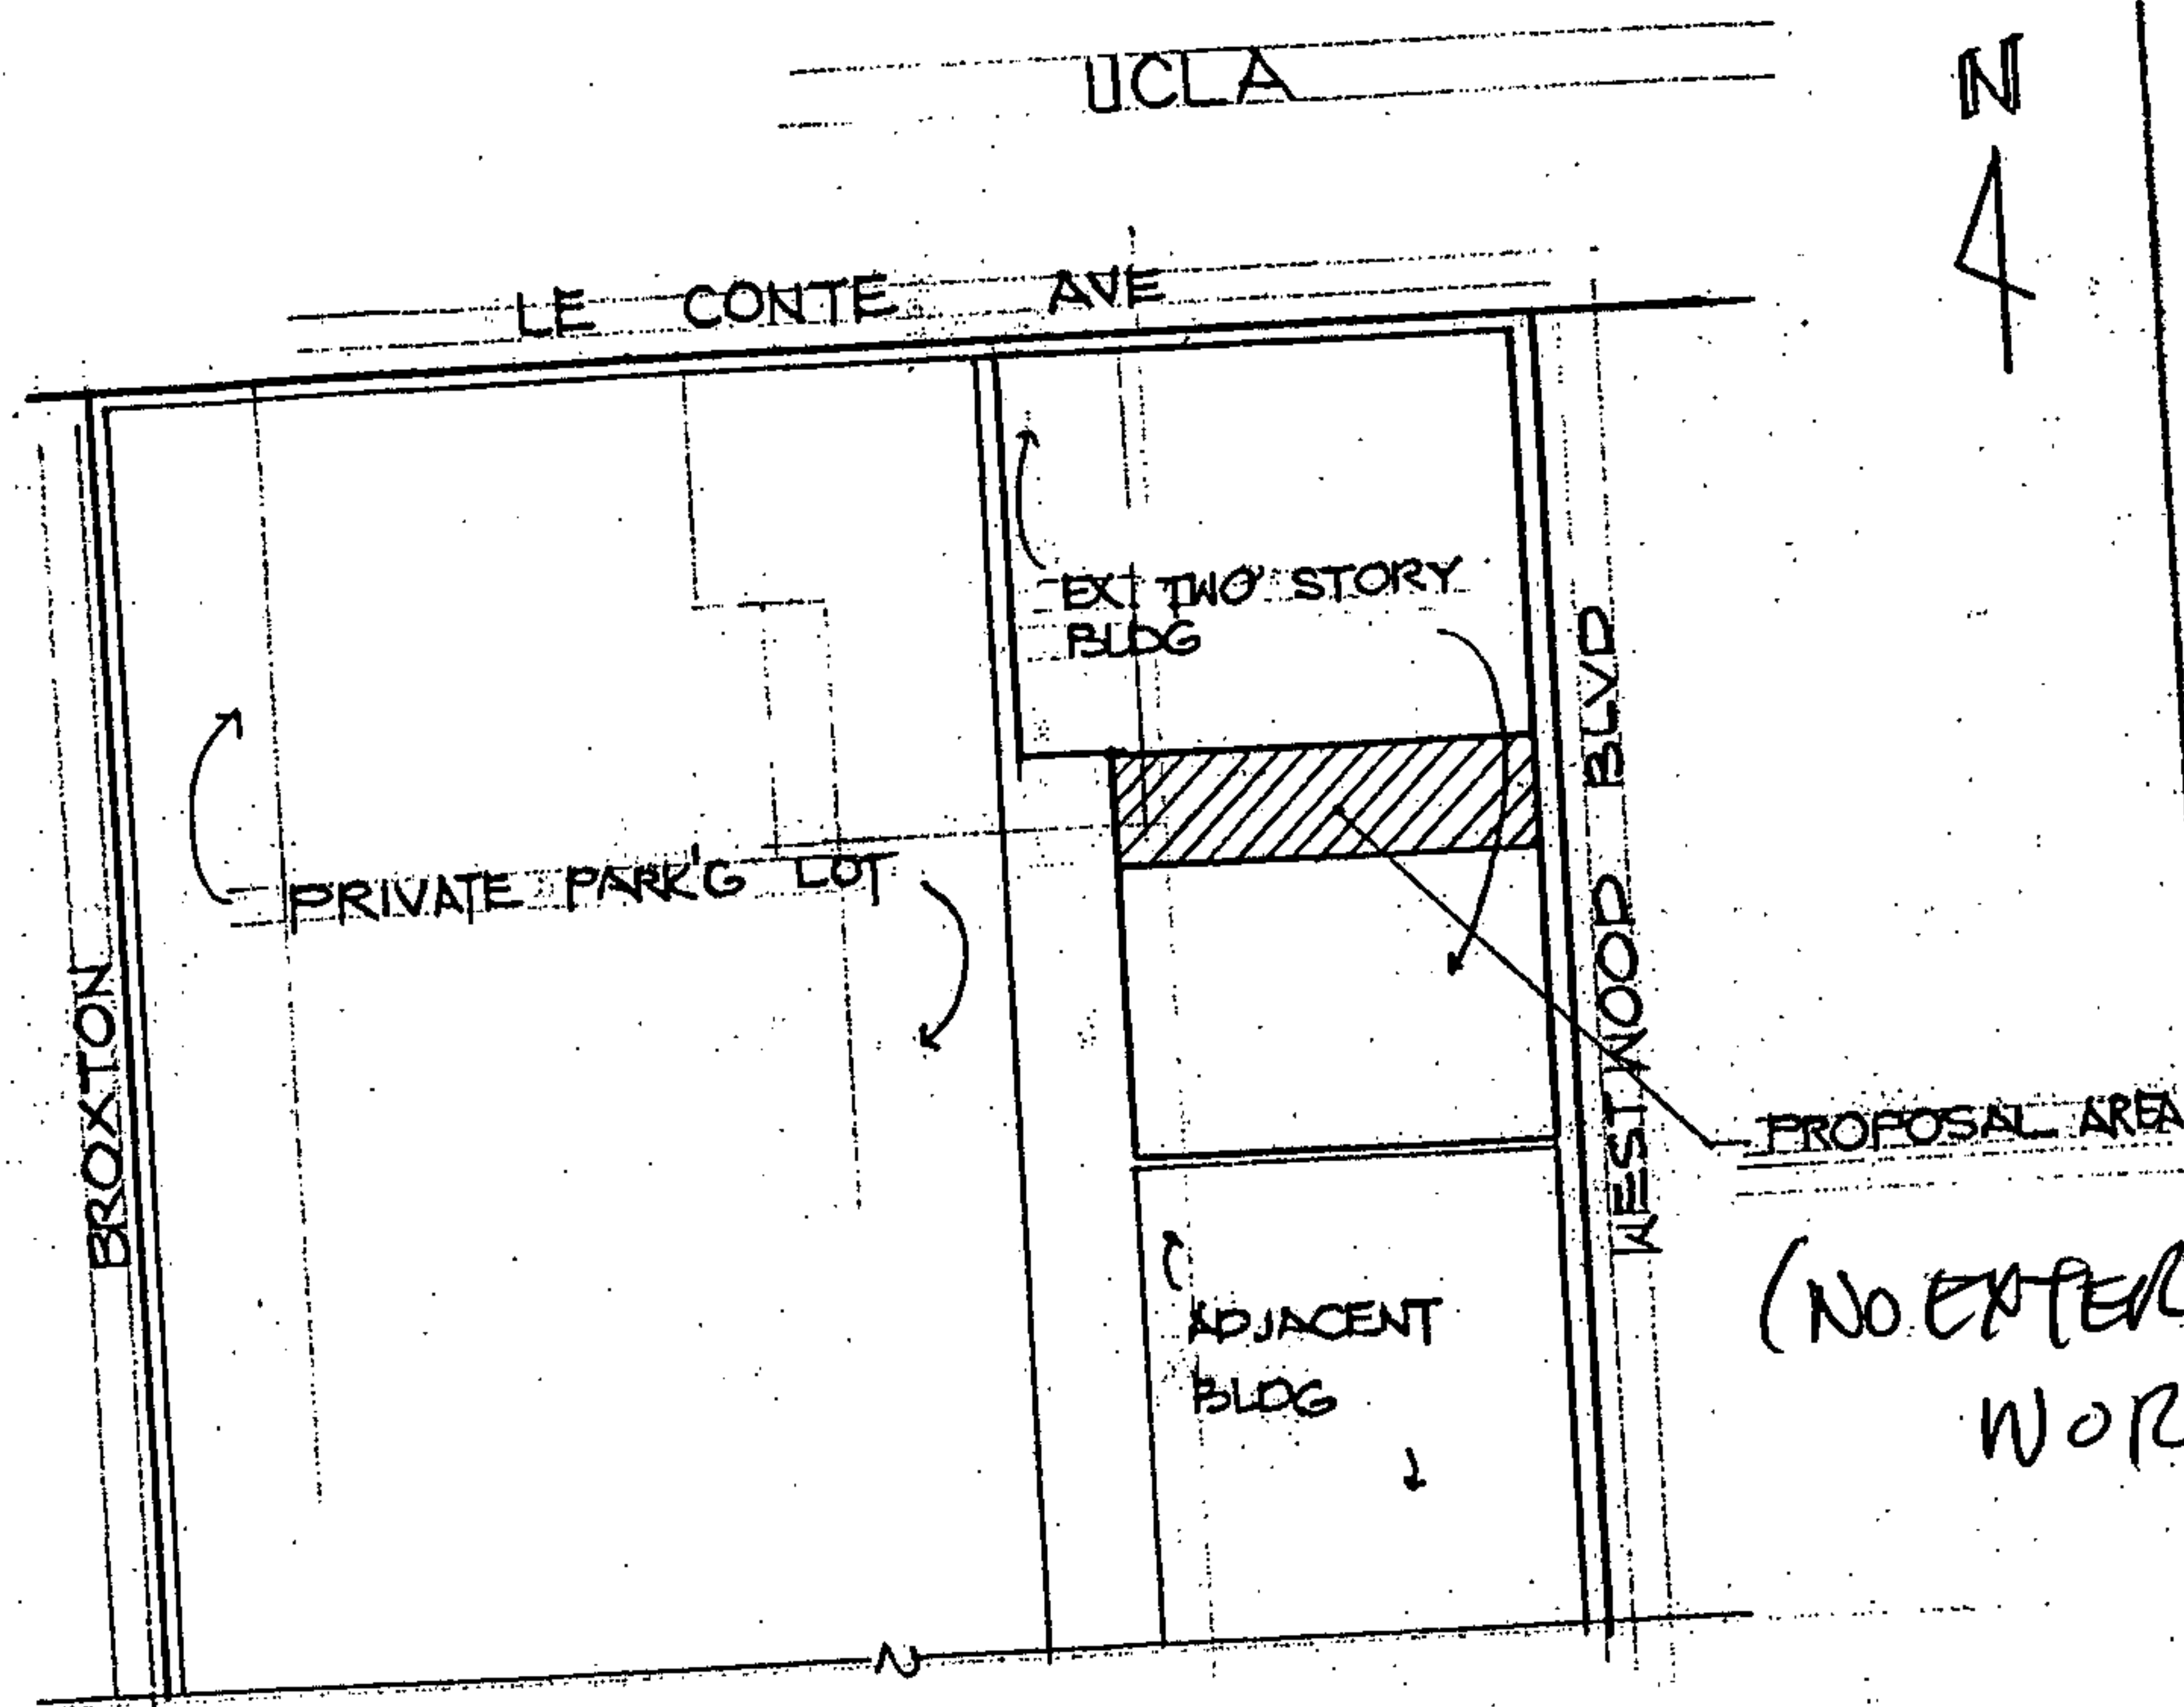 UCLA
N
LE CONTE AVE
EX. TWO STORY
BLDG
PRIVATE PARK'G LOT
BROXTON
WESTWOOD BLVD
PROPOSAL AREA
(NO EXTER
WOR
ADJACENT
BLDG